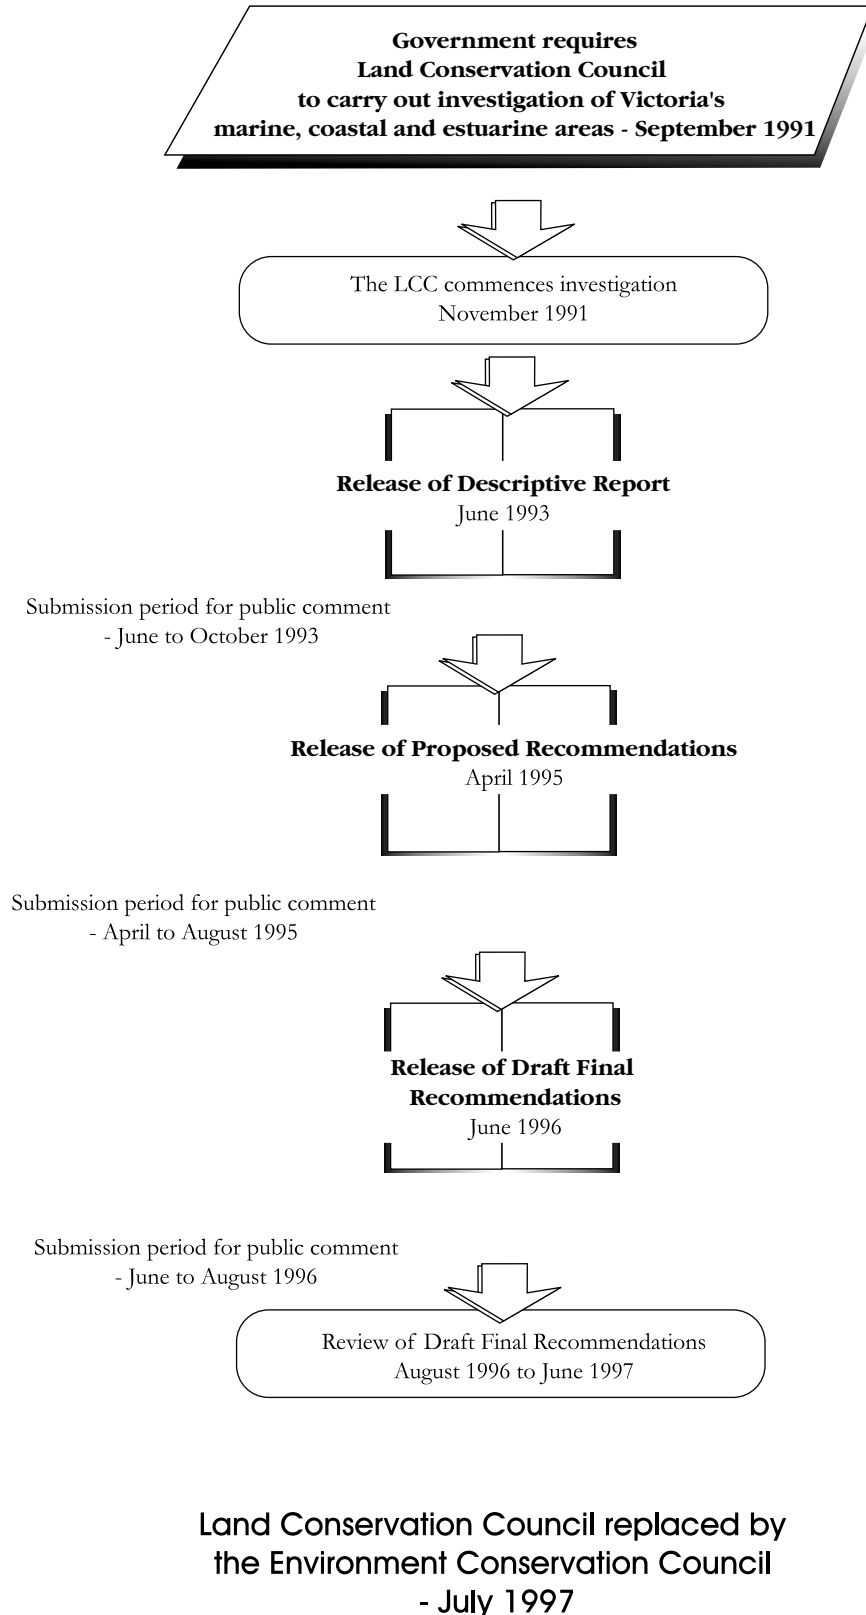 Government requires
Land Conservation Council
to carry out investigation of Victoria's
marine, coastal and estuarine areas - September 1991
The LCC commences investigation
November 1991
Release of Descriptive Report
June 1993
Submission period for public comment
- June to October 1993
Release of Proposed Recommendations
April 1995
Submission period for public comment
- April to August 1995
Release of Draft Final
Recommendations
June 1996
Submission period for public comment
- June to August 1996
Review of Draft Final Recommendations
August 1996 to June 1997
Land Conservation Council replaced by
the Environment Conservation Council
- July 1997